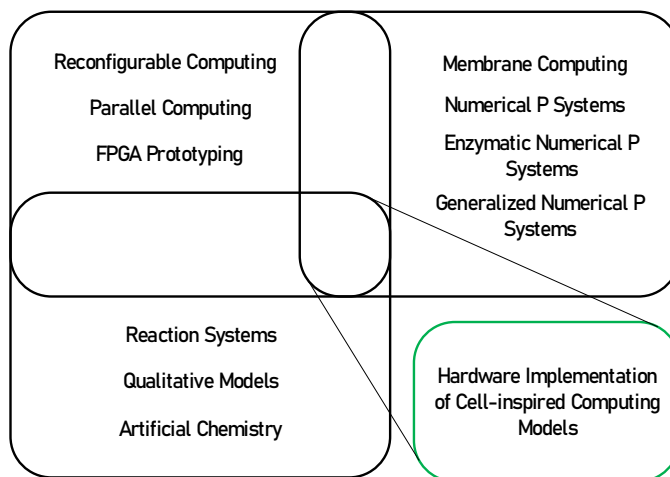 Reconfigurable Computing
Parallel Computing
FPGA Prototyping
Membrane Computing
Numerical P Systems
Enzymatic Numerical P
Systems
Generalized Numerical P
Systems
Reaction Systems
Qualitative Models
Artificial Chemistry
Hardware Implementation
of Cell-inspired Computing
Models